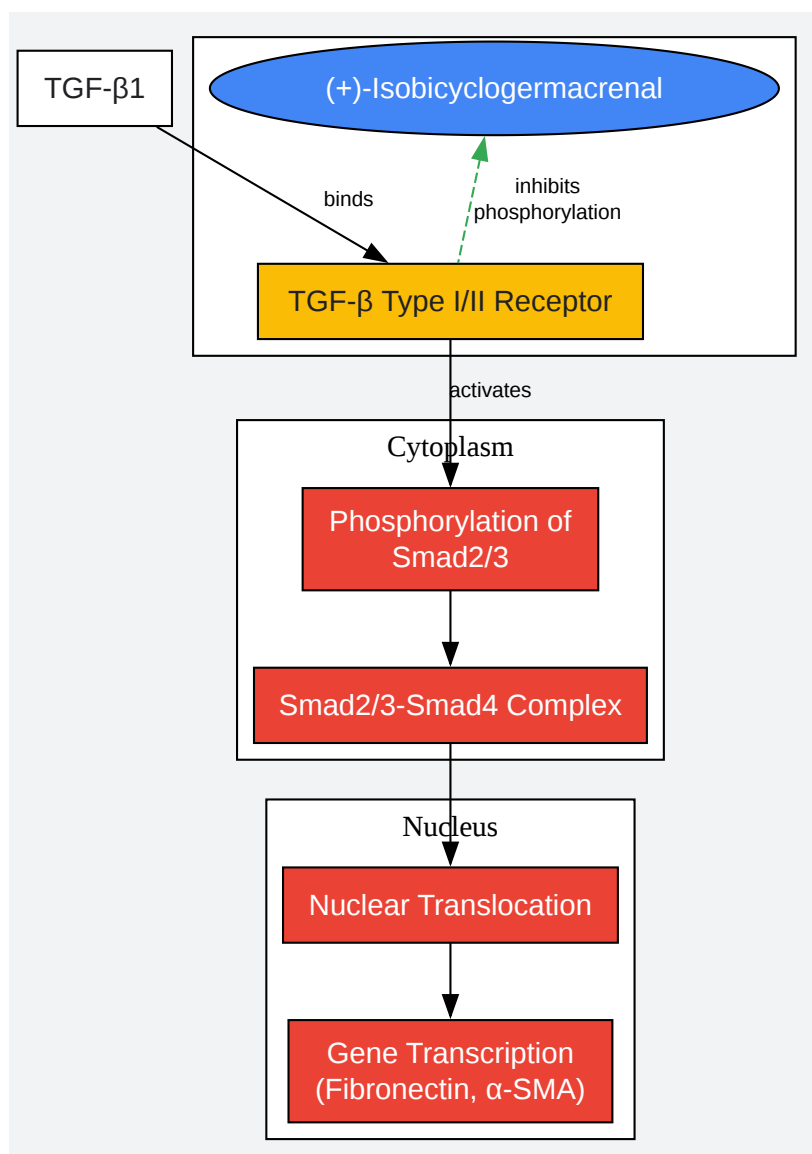 TGF-β1
(+)-Isobicyclogermacrenal
binds
inhibits
phosphorylation
TGF-β Type I/II Receptor
activates
Cytoplasm
Phosphorylation of
Smad2/3
Smad2/3-Smad4 Complex
Nucleus
Nuclear Translocation
Gene Transcription
(Fibronectin, α-SMA)